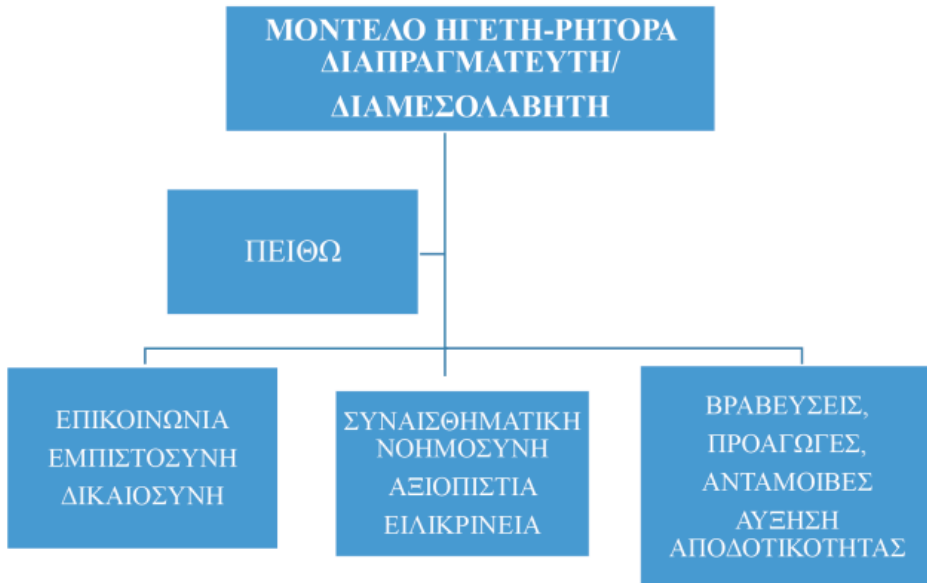 ΜΟΝΤΕΛΟ ΗΓΕΤΗ-ΡΗΤΟΡΑ
ΔΙΑΠΡΑΓΜΑΤΕΥΤΗ/
ΔΙΑΜΕΣΟΛΑΒΗΤΗ
ΠΕΙΘΩ
ΕΠΙΚΟΙΝΩΝΙΑ
ΕΜΠΙΣΤΟΣΥΝΗ
ΔΙΚΑΙΟΣΥΝΗ
ΣΥΝΑΙΣΘΗΜΑΤΙΚΗ
ΝΟΗΜΟΣΥΝΗ
ΑΞΙΟΠΙΣΤΙΑ
ΕΙΛΙΚΡΙΝΕΙΑ
ΒΡΑΒΕΥΣΕΙΣ,
ΠΡΟΑΓΩΓΕΣ,
ΑΝΤΑΜΟΙΒΕΣ
ΑΥΞΗΣΗ
ΑΠΟΔΟΤΙΚΟΤΗΤΑΣ